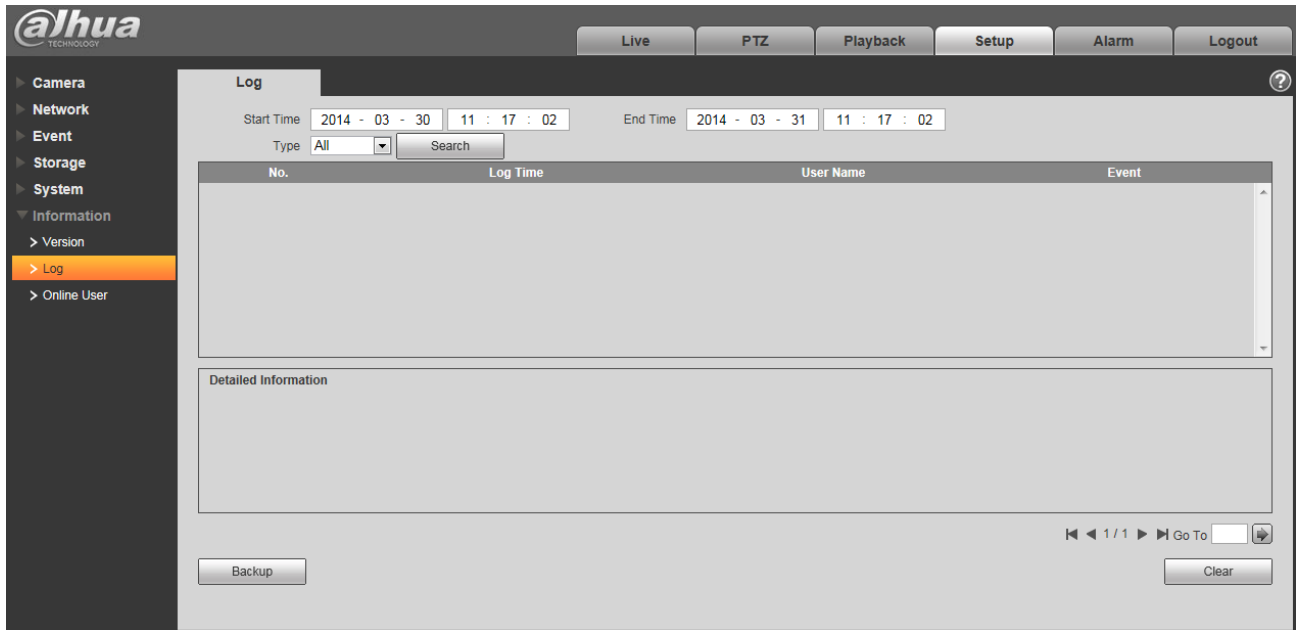 alhua
TECHNOLOGY
Live PTZ Playback Setup Alarm Logout
Camera
Network
Event
Storage
System
Information
> Version
> Log
> Online User
Log ?
Start Time 2014 - 03 - 30 11 : 17 : 02 End Time 2014 - 03 - 31 11 : 17 : 02
Type All Search
No. Log Time User Name Event
Detailed Information
1 / 1 Go To
Backup Clear